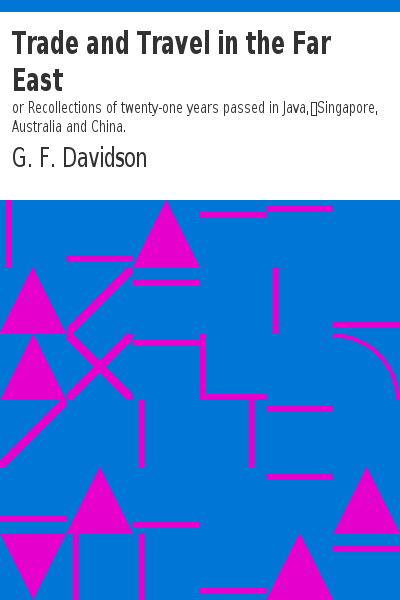 Trade and Travel in the Far
East
or Recollections of twenty-one years passed in Java,▯Singapore,
Australia and China.
G. F. Davidson